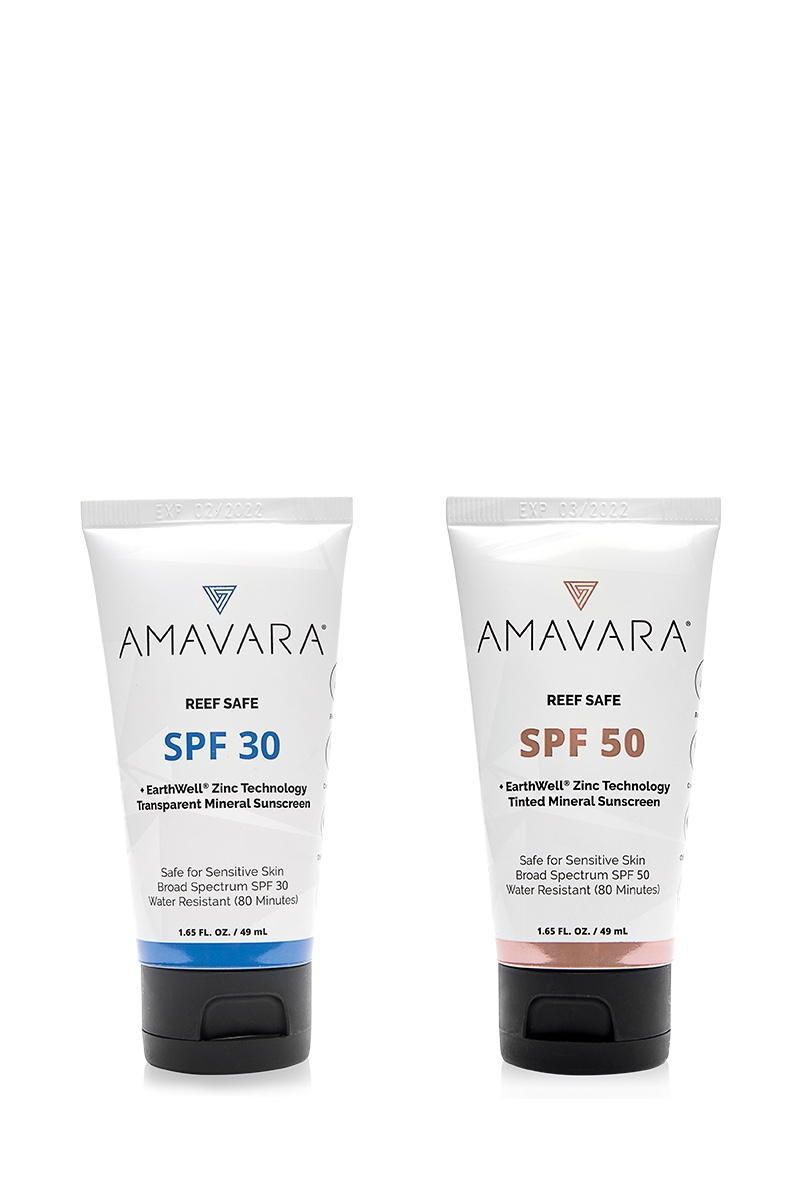 EXP 02/2022
AMAVARA®
REEF SAFE
SPF 30
♦ EarthWell® Zinc Technology
Transparent Mineral Sunscreen
Safe for Sensitive Skin
Broad Spectrum SPF 30
Water Resistant (80 Minutes)
1.65 FL. OZ. / 49 mL
EXP 03/2022
AMAVARA®
REEF SAFE
SPF 50
♦ EarthWell® Zinc Technology
Tinted Mineral Sunscreen
Safe for Sensitive Skin
Broad Spectrum SPF 50
Water Resistant (80 Minutes)
1.65 FL. OZ. / 49 mL